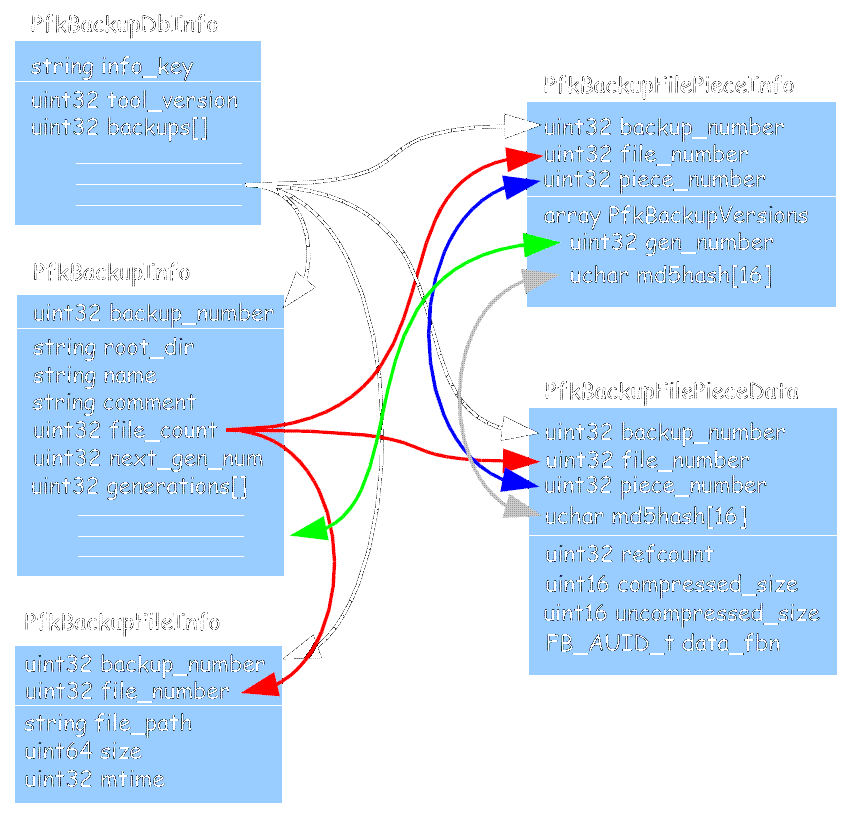 PfkBackupDbInfo
string info_key
uint32 tool_version
uint32 backups[]
PfkBackupInfo
uint32 backup_number
string root_dir
string name
string comment
uint32 file_count
uint32 next_gen_num
uint32 generations[]
PfkBackupFileInfo
uint32 backup_number
uint32 file_number
string file_path
uint64 size
uint32 mtime
PfkBackupFilePieceInfo
uint32 backup_number
uint32 file_number
uint32 piece_number
array PfkBackupVersions
uint32 gen_number
uchar md5hash[16]
PfkBackupFilePieceData
uint32 backup_number
uint32 file_number
uint32 piece_number
uchar md5hash[16]
uint32 refcount
uint16 compressed_size
uint16 uncompressed_size
FB_AUID_t data_fbn